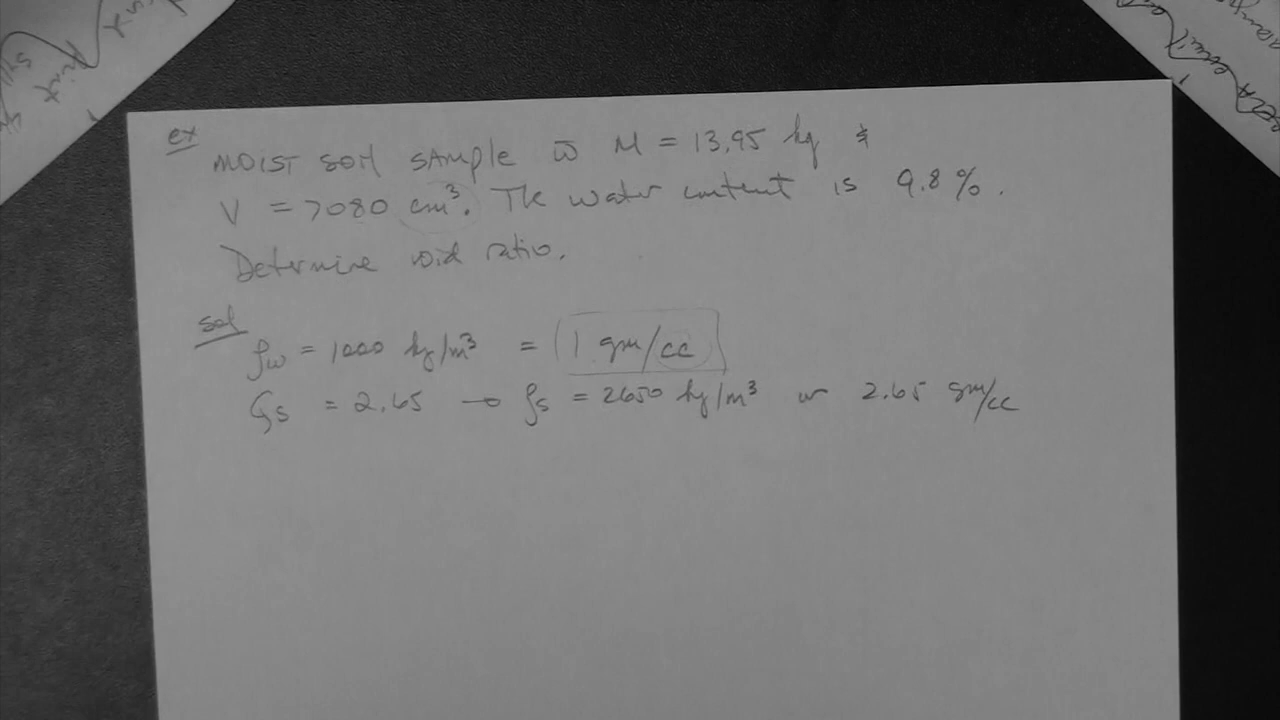 ex
MOIST SOIL SAMPLE w̄ M = 13.95 kg &
V = 7080 cm³. The water content is 9.8%.
Determine void ratio.
sol
ρw = 1000 kg/m³ = 1 gm/cc
Gs = 2.65 → ρs = 2650 kg/m³ or 2.65 gm/cc